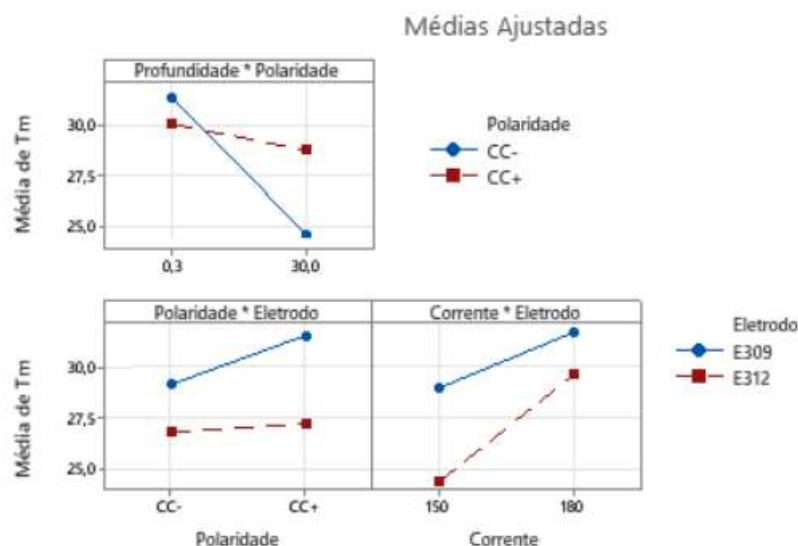 Médias Ajustadas
Profundidade * Polaridade
Média de Tm
30,0
27,5
25,0
0,3 30,0
Polaridade
CC-
CC+
Polaridade * Eletrodo Corrente * Eletrodo
Média de Tm
30,0
27,5
25,0
CC- CC+ 150 180
Polaridade Corrente
Eletrodo
E309
E312